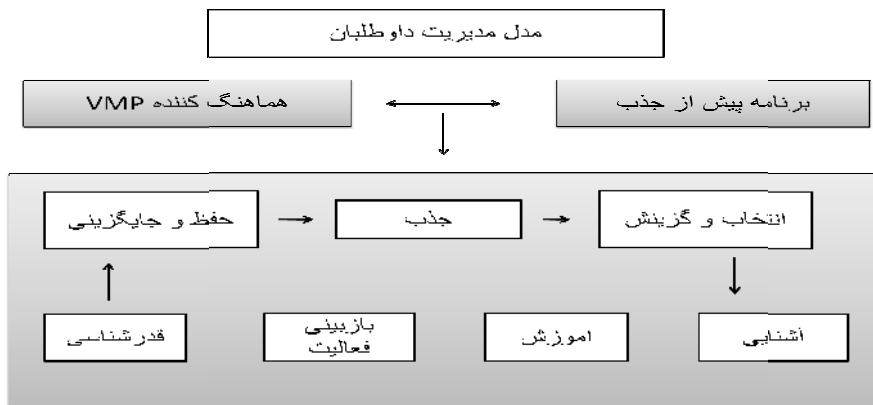 مدل مدیریت داوطلبان
برنامه پیش از جذب
هماهنگ کننده VMP
انتخاب و گزینش
جذب
حفظ و جایگزینی
آشنایی
اموزش
بازبینی
فعالیت
قدرشناسی